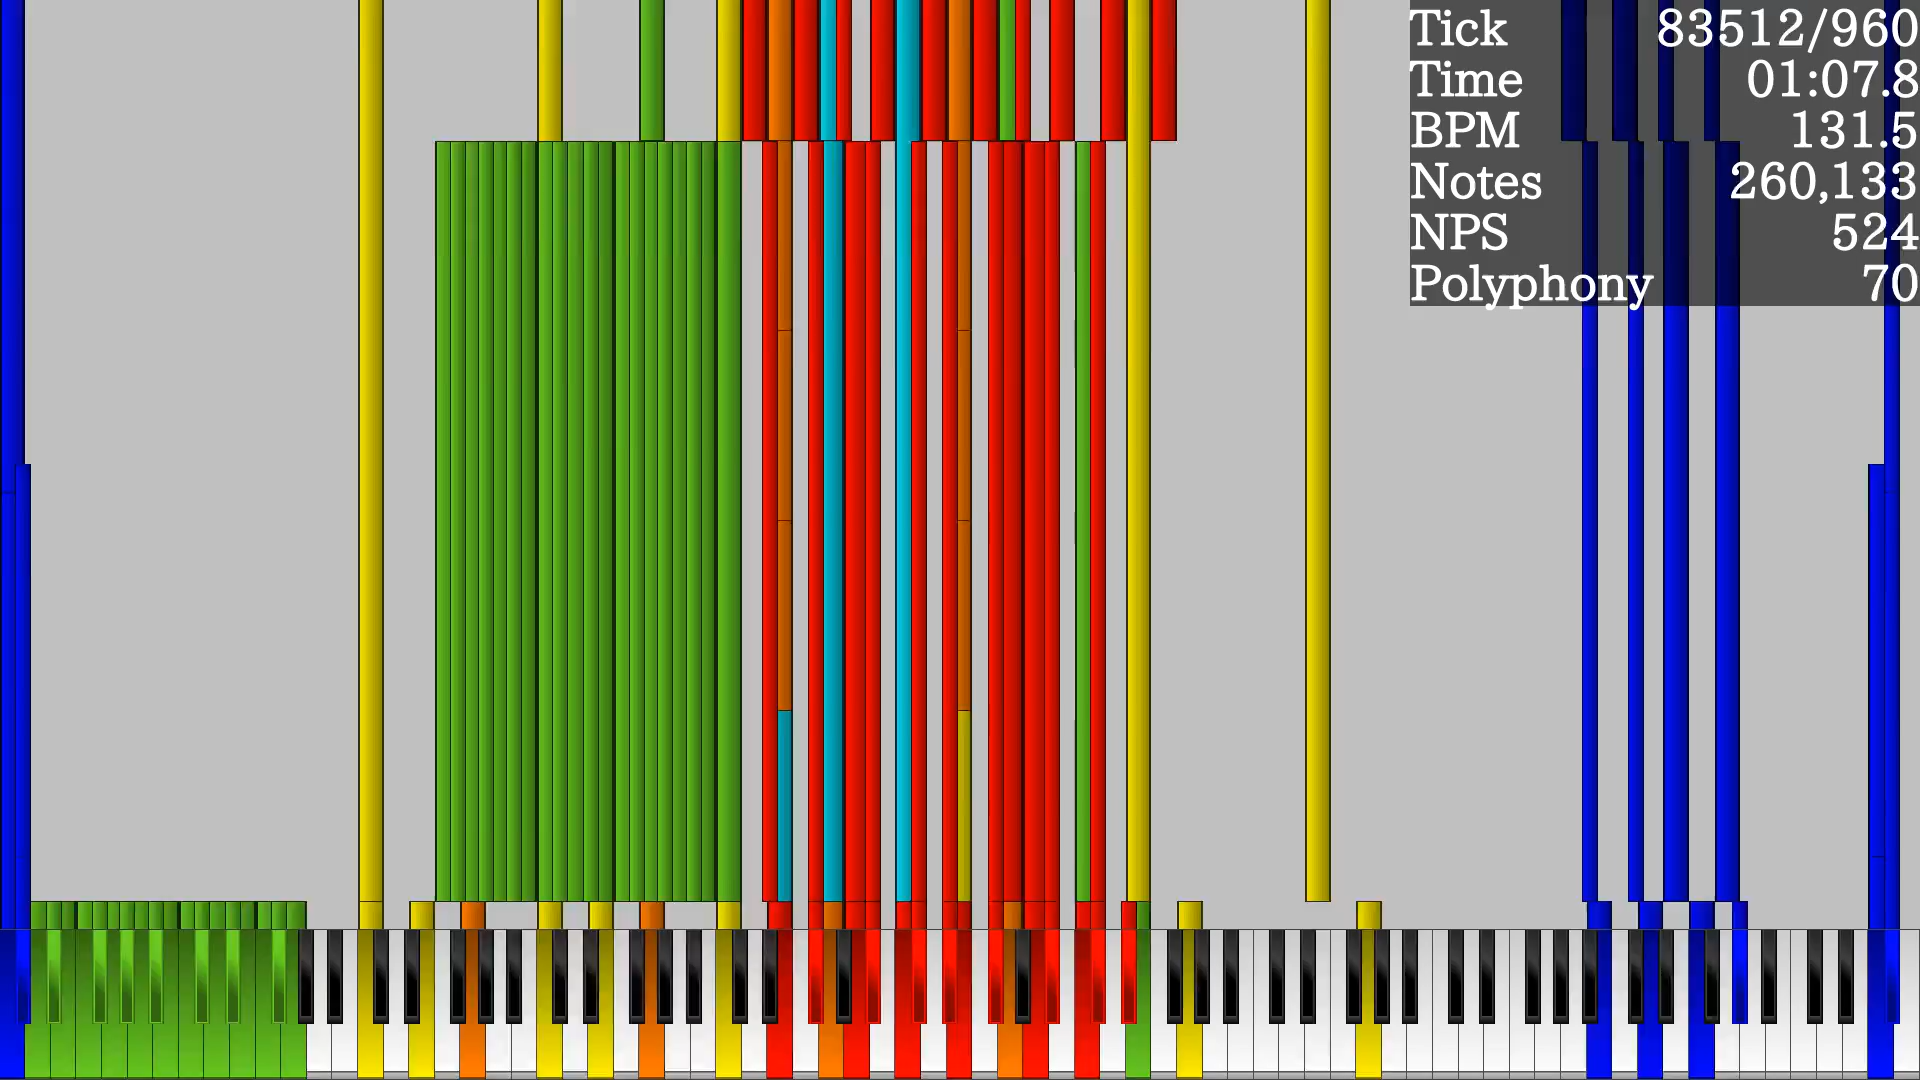 Tick 83512/960
Time 01:07.8
BPM 131.5
Notes 260,133
NPS 524
Polyphony 70